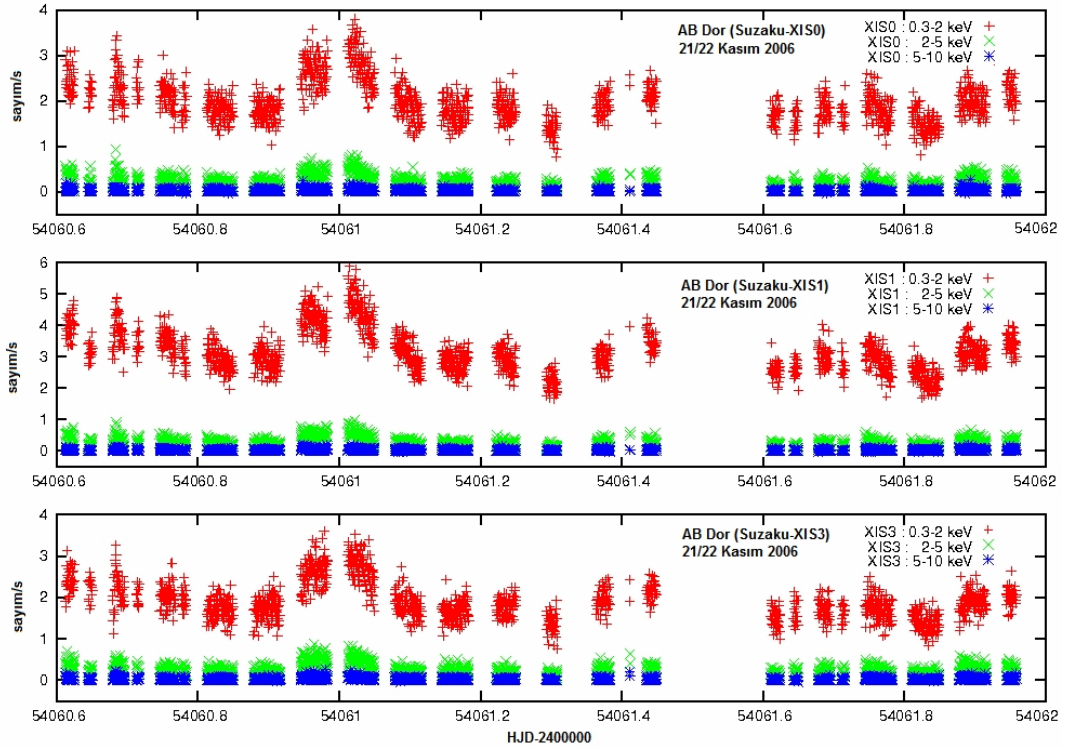 AB Dor (Suzaku-XIS0)
21/22 Kasım 2006
XIS0 : 0.3-2 keV
XIS0 : 2-5 keV
XIS0 : 5-10 keV
sayım/s
4
3
2
1
0
54060.6 54060.8 54061 54061.2 54061.4 54061.6 54061.8 54062
AB Dor (Suzaku-XIS1)
21/22 Kasım 2006
XIS1 : 0.3-2 keV
XIS1 : 2-5 keV
XIS1 : 5-10 keV
sayım/s
6
5
4
3
2
1
0
54060.6 54060.8 54061 54061.2 54061.4 54061.6 54061.8 54062
AB Dor (Suzaku-XIS3)
21/22 Kasım 2006
XIS3 : 0.3-2 keV
XIS3 : 2-5 keV
XIS3 : 5-10 keV
sayım/s
4
3
2
1
0
54060.6 54060.8 54061 54061.2 54061.4 54061.6 54061.8 54062
HJD-2400000